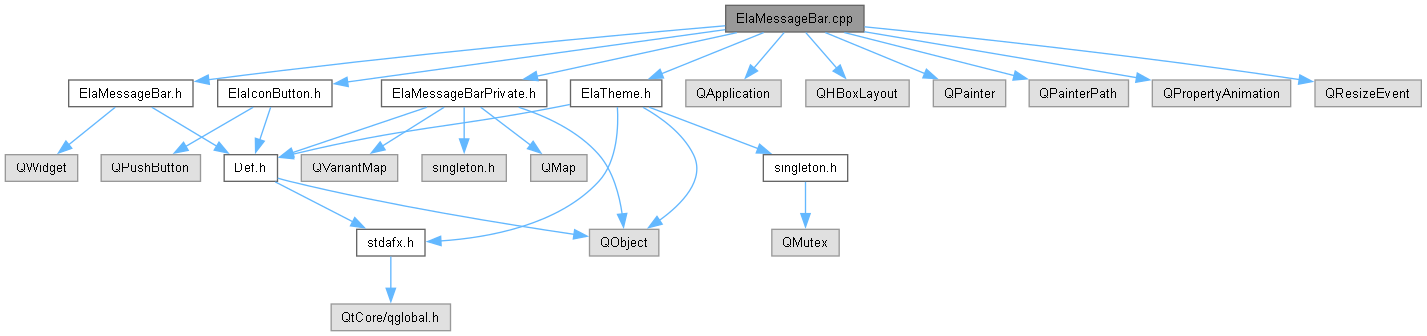 ElaMessageBar.cpp
ElaMessageBar.h
ElaIconButton.h
ElaMessageBarPrivate.h
ElaTheme.h
QApplication
QHBoxLayout
QPainter
QPainterPath
QPropertyAnimation
QResizeEvent
QWidget
QPushButton
Def.h
QVariantMap
singleton.h
QMap
singleton.h
stdafx.h
QObject
QMutex
QtCore/qglobal.h